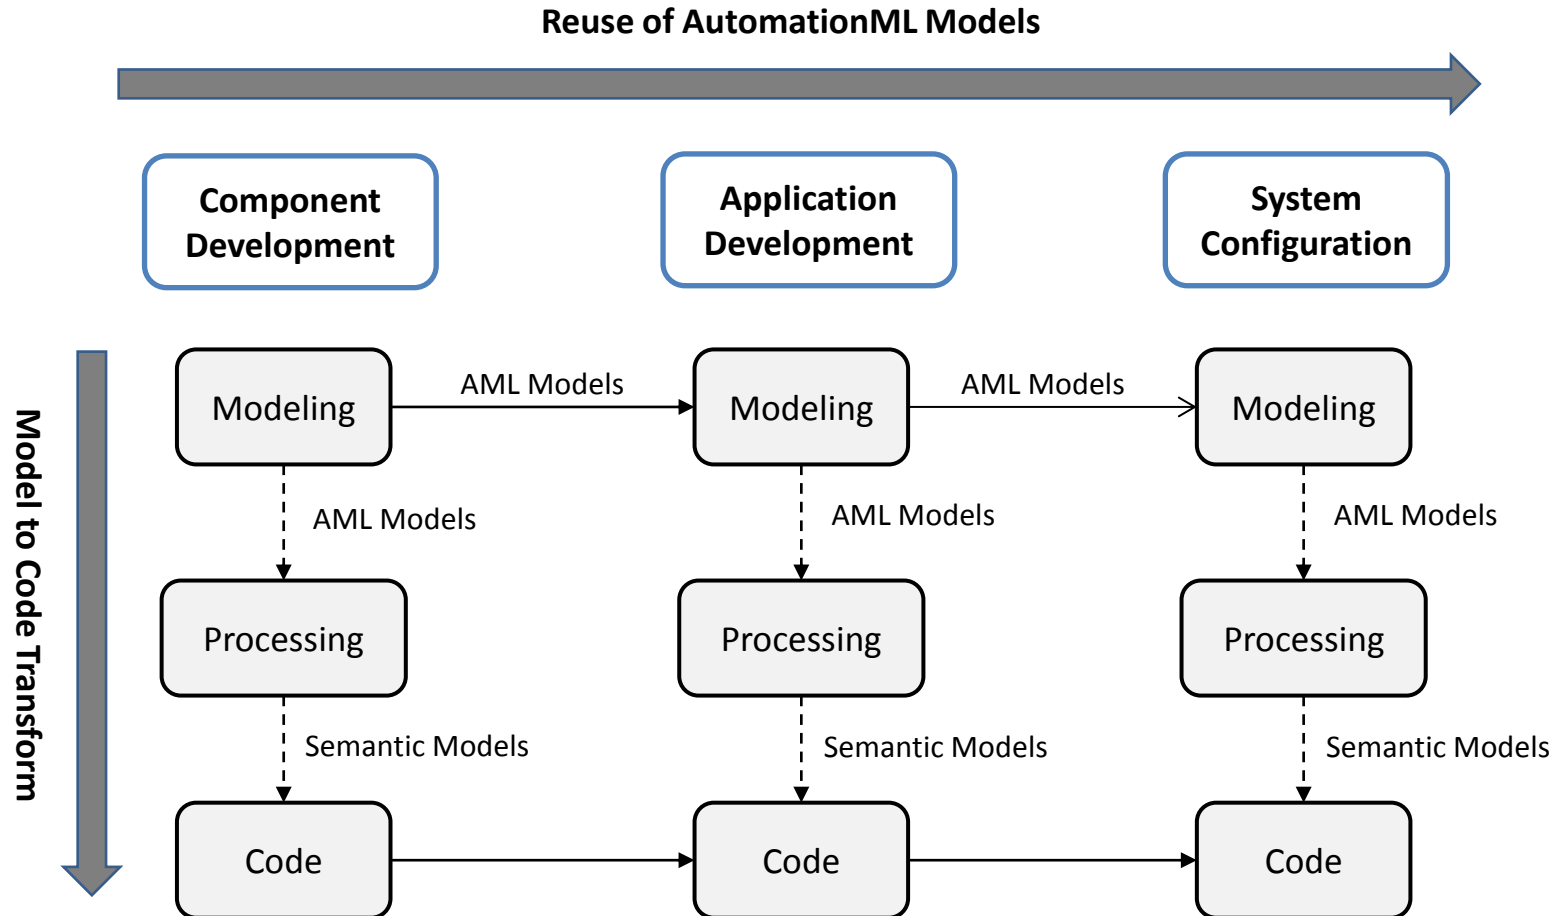 Reuse of AutomationML Models
Component
Development
Application
Development
System
Configuration
Model to Code Transform
Modeling
AML Models
Modeling
AML Models
Modeling
AML Models
AML Models
AML Models
Processing
Processing
Processing
Semantic Models
Semantic Models
Semantic Models
Code
Code
Code